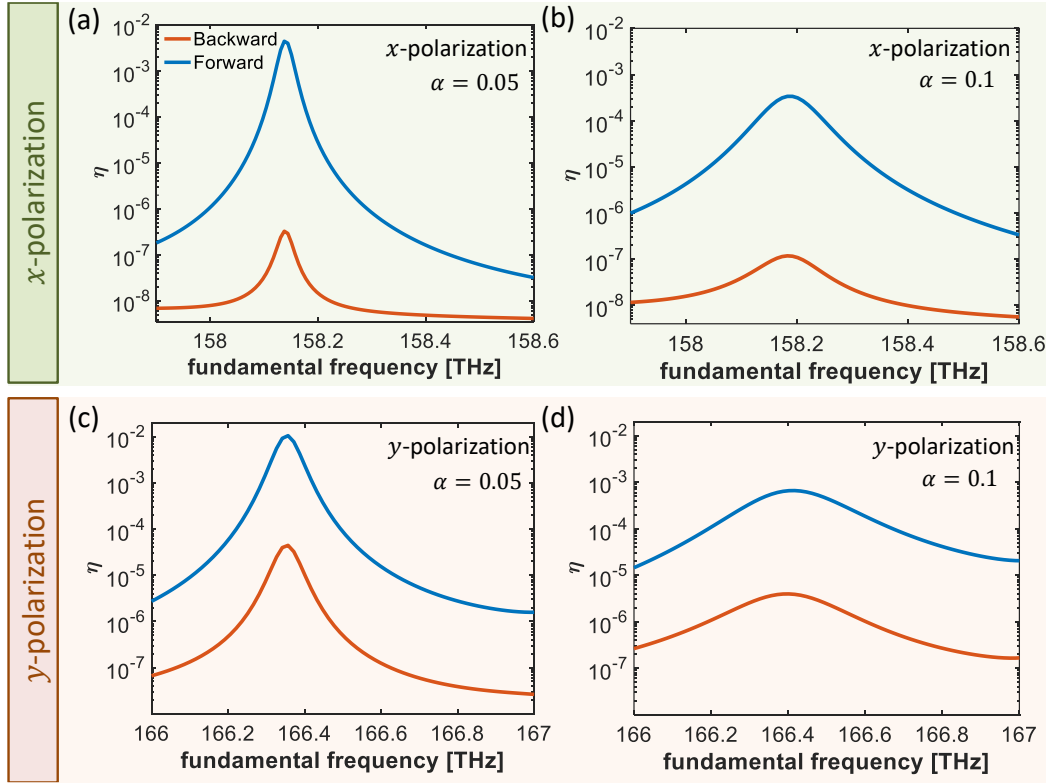 x-polarization
(a)
10⁻²
10⁻³
10⁻⁴
10⁻⁵
10⁻⁶
10⁻⁷
10⁻⁸
η
Backward
Forward
x-polarization
α = 0.05
158 158.2 158.4 158.6
fundamental frequency [THz]
(b)
10⁻²
10⁻³
10⁻⁴
10⁻⁵
10⁻⁶
10⁻⁷
10⁻⁸
η
x-polarization
α = 0.1
158 158.2 158.4 158.6
fundamental frequency [THz]
y-polarization
(c)
10⁻²
10⁻³
10⁻⁴
10⁻⁵
10⁻⁶
10⁻⁷
η
y-polarization
α = 0.05
166 166.2 166.4 166.6 166.8 167
fundamental frequency [THz]
(d)
10⁻²
10⁻³
10⁻⁴
10⁻⁵
10⁻⁶
10⁻⁷
η
y-polarization
α = 0.1
166 166.2 166.4 166.6 166.8 167
fundamental frequency [THz]